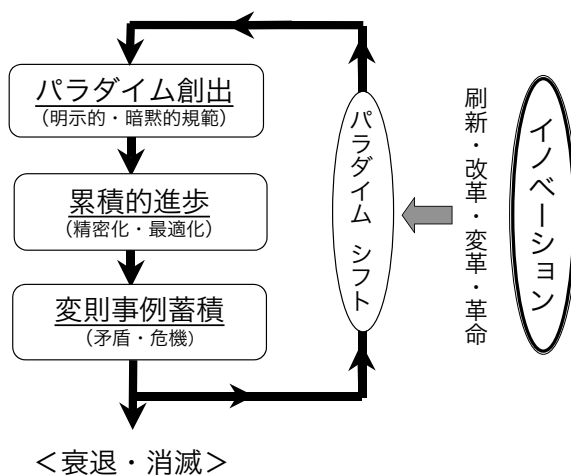 パラダイム創出
(明示的・暗黙的規範)
累積的進歩
(精密化・最適化)
変則事例蓄積
(矛盾・危機)
＜衰退・消滅＞
パラダイム シフト
刷新・改革・変革・革命
イノベーション